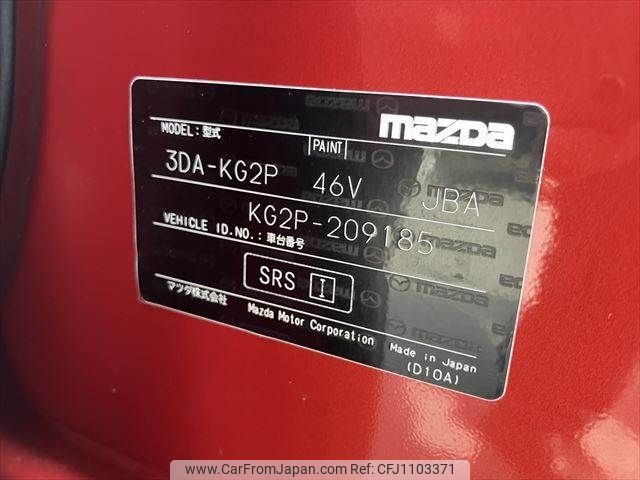 mazda
MODEL:型式
PAINT
3DA-KG2P 46V JBA
KG2P-209185
VEHICLE ID.NO.:車台番号
SRS I
マツダ株式会社
Mazda Motor Corporation
Made in Japan
(D10A)
www.CarFromJapan.com | Ref No: CFJ1103371